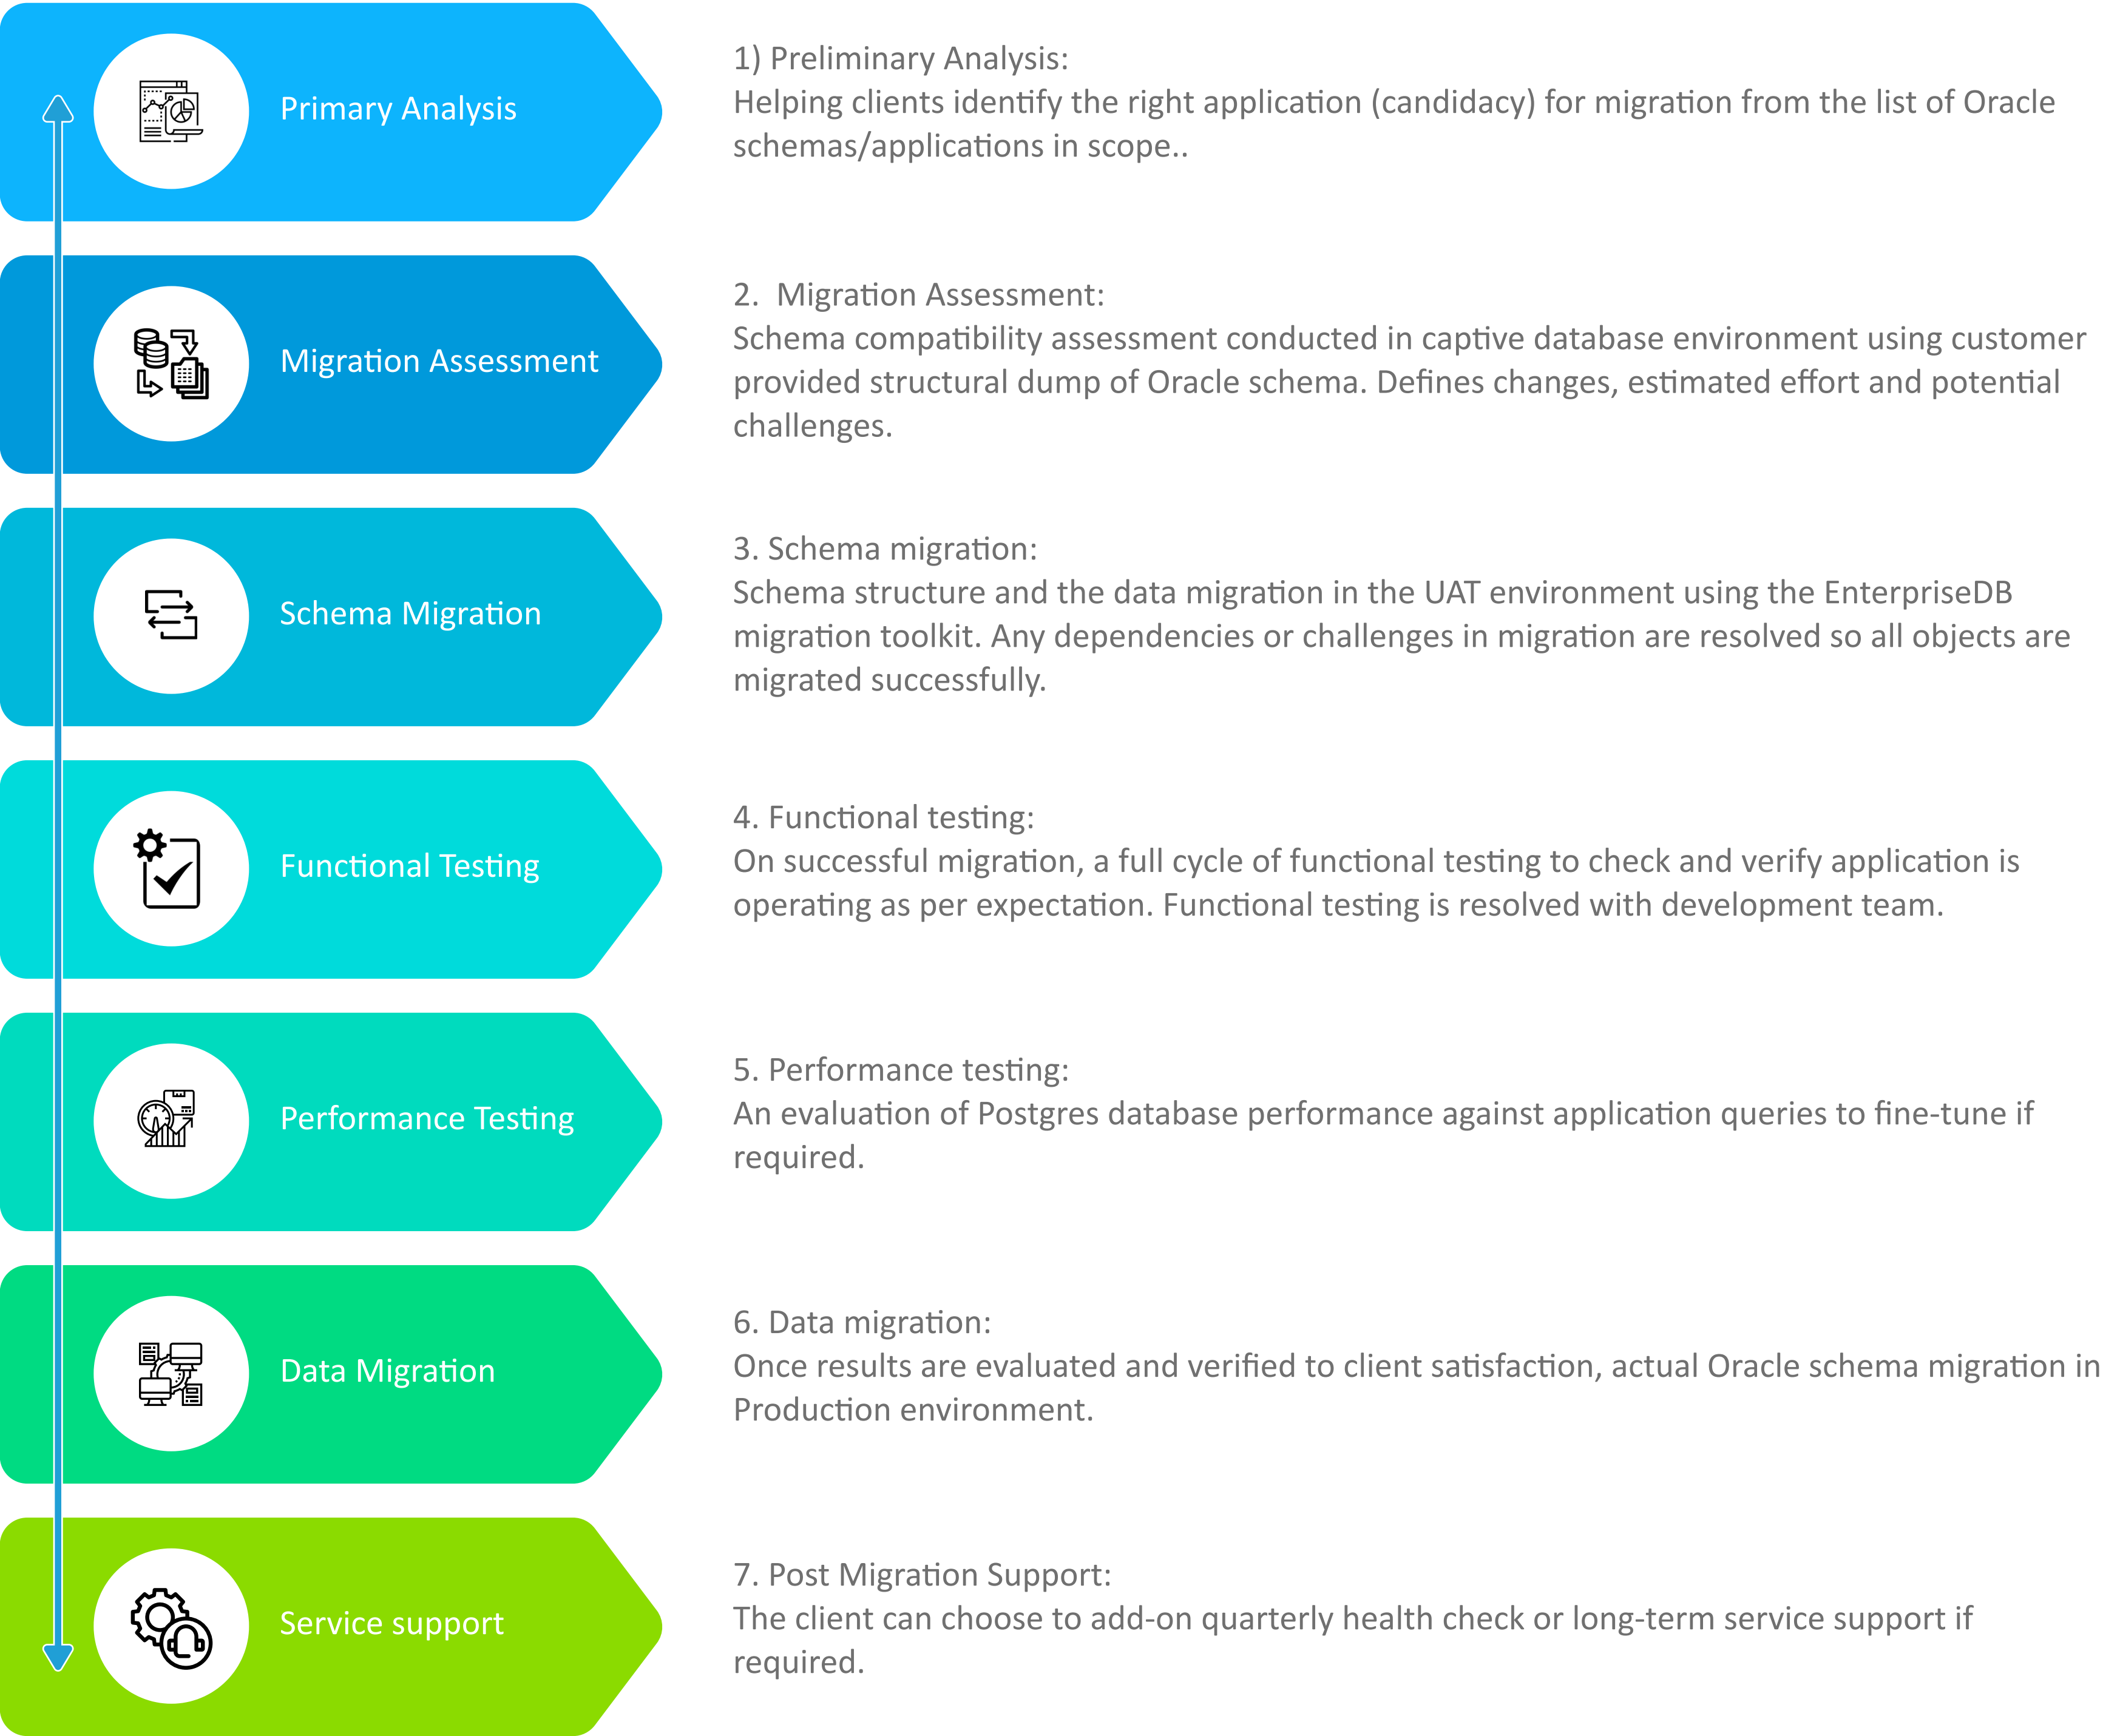 Primary Analysis
1) Preliminary Analysis:
Helping clients identify the right application (candidacy) for migration from the list of Oracle
schemas/applications in scope..
Migration Assessment
2.  Migration Assessment:
Schema compatibility assessment conducted in captive database environment using customer
provided structural dump of Oracle schema. Defines changes, estimated effort and potential
challenges.
Schema Migration
3. Schema migration:
Schema structure and the data migration in the UAT environment using the EnterpriseDB
migration toolkit. Any dependencies or challenges in migration are resolved so all objects are
migrated successfully.
Functional Testing
4. Functional testing:
On successful migration, a full cycle of functional testing to check and verify application is
operating as per expectation. Functional testing is resolved with development team.
Performance Testing
5. Performance testing:
An evaluation of Postgres database performance against application queries to fine-tune if
required.
Data Migration
6. Data migration:
Once results are evaluated and verified to client satisfaction, actual Oracle schema migration in
Production environment.
Service support
7. Post Migration Support:
The client can choose to add-on quarterly health check or long-term service support if
required.